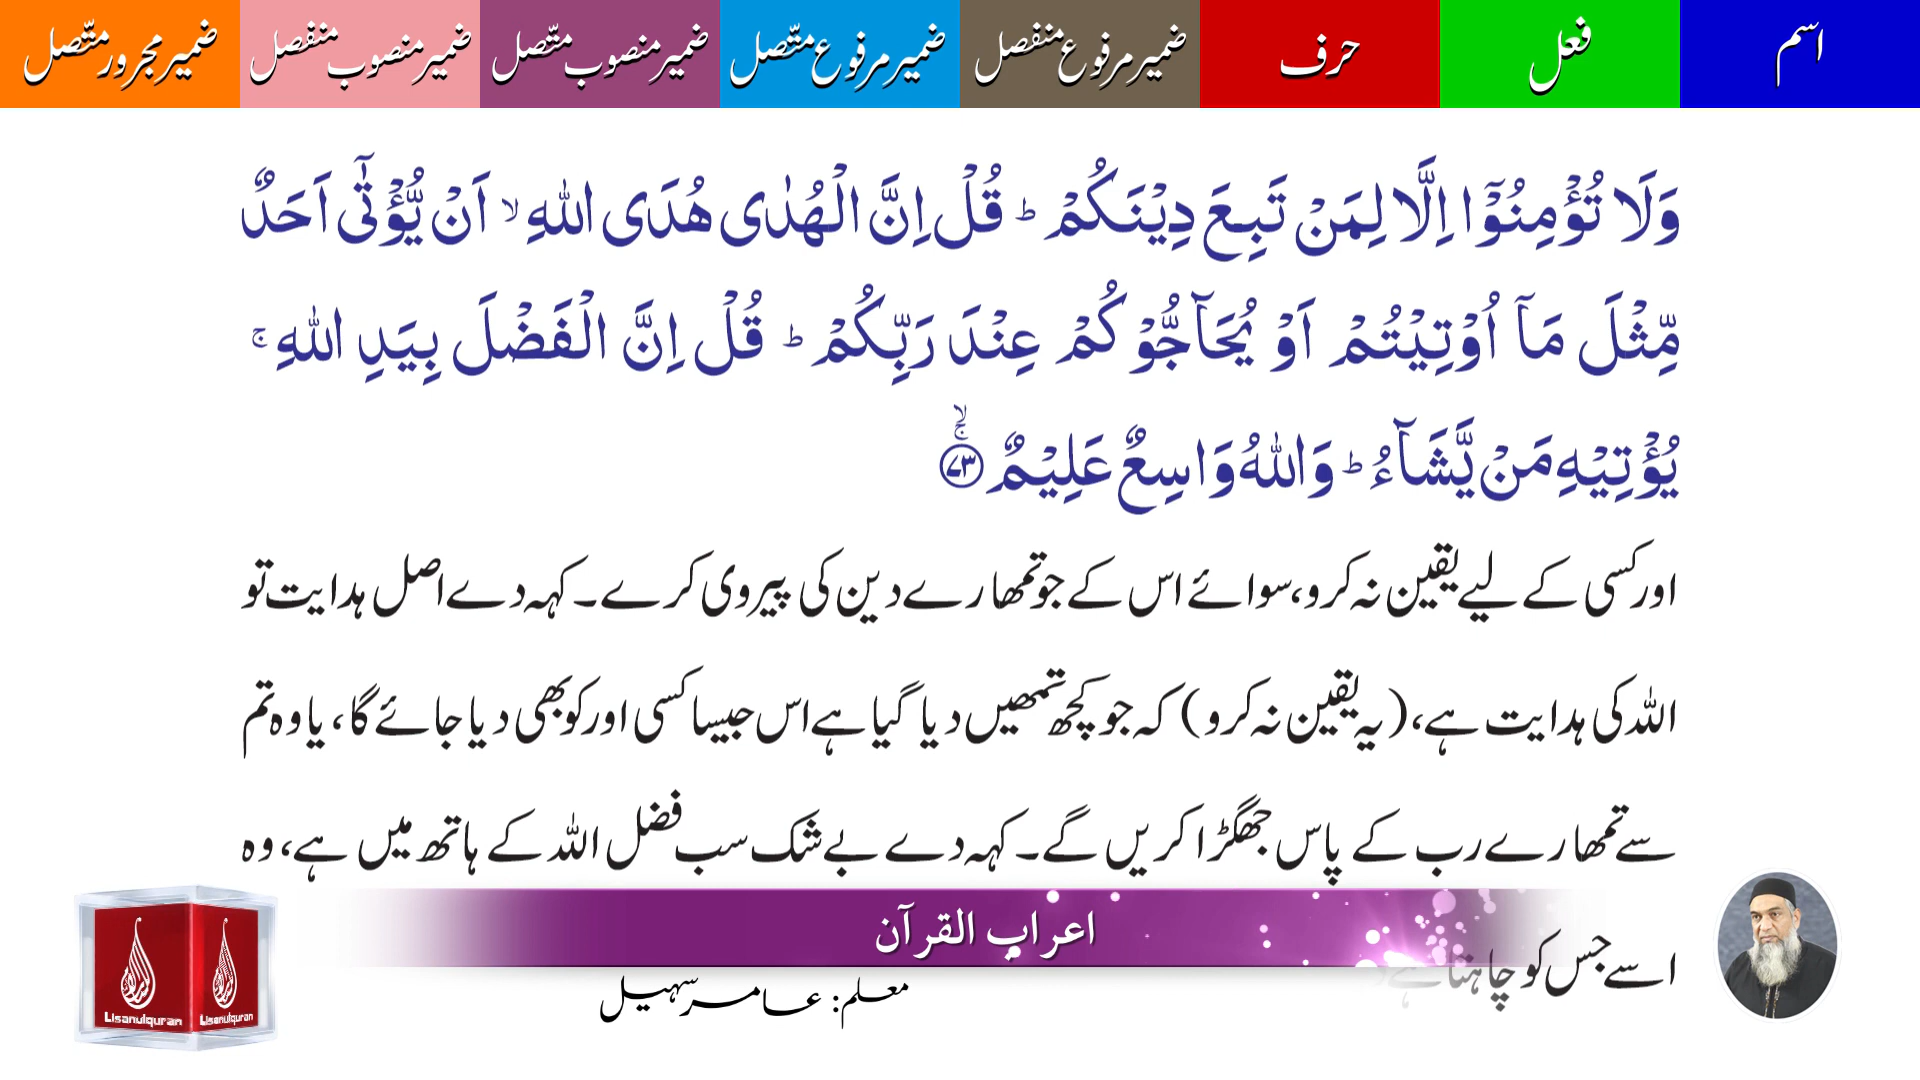 اسم فعل حرف ضمیر مرفوع منفصل ضمیر مرفوع متّصل ضمیر منصوب متّصل ضمیر منصوب منفصل ضمیر مجرور متّصل
وَلَا تُؤْمِنُوْٓا اِلَّا لِمَنْ تَبِعَ دِيْنَكُمْ ؕ قُلْ اِنَّ الْهُدٰى هُدَى اللّٰهِ ۙ اَنْ يُّؤْتٰٓى اَحَدٌ
مِّثْلَ مَآ اُوْتِيْتُمْ اَوْ يُحَآجُّوْكُمْ عِنْدَ رَبِّكُمْ ؕ قُلْ اِنَّ الْفَضْلَ بِيَدِ اللّٰهِ ۚ
يُؤْتِيْهِ مَنْ يَّشَآءُ ؕ وَاللّٰهُ وَاسِعٌ عَلِيْمٌ ۙۚ ﴿۷۳﴾
اور کسی کے لیے یقین نہ کرو، سوائے اس کے جو تمھارے دین کی پیروی کرے۔ کہہ دے اصل ہدایت تو
اللہ کی ہدایت ہے، (یہ یقین نہ کرو) کہ جو کچھ تمھیں دیا گیا ہے اس جیسا کسی اور کو بھی دیا جائے گا، یا وہ تم
سے تمھارے رب کے پاس جھگڑا کریں گے۔ کہہ دے بے شک سب فضل اللہ کے ہاتھ میں ہے، وہ
اسے جس کو چاہتا ہے
اعراب القرآن
معلم: عامر سہیل
Lisanulquran Lisanulquran